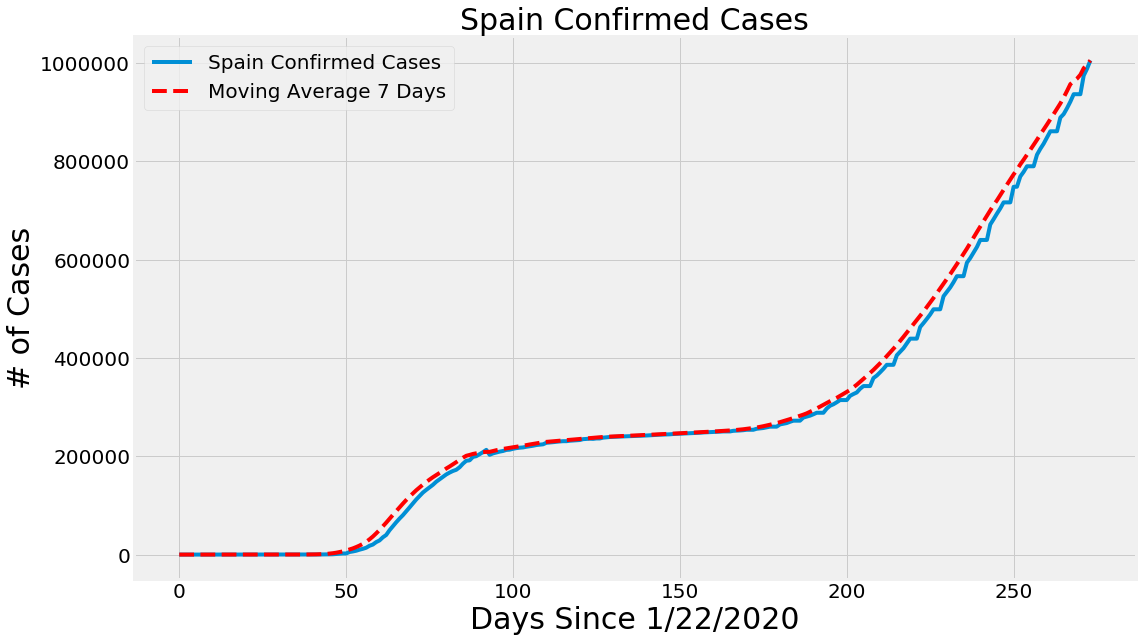 Spain Confirmed Cases
Spain Confirmed Cases
Moving Average 7 Days
# of Cases
1000000
800000
600000
400000
200000
0
0 50 100 150 200 250
Days Since 1/22/2020